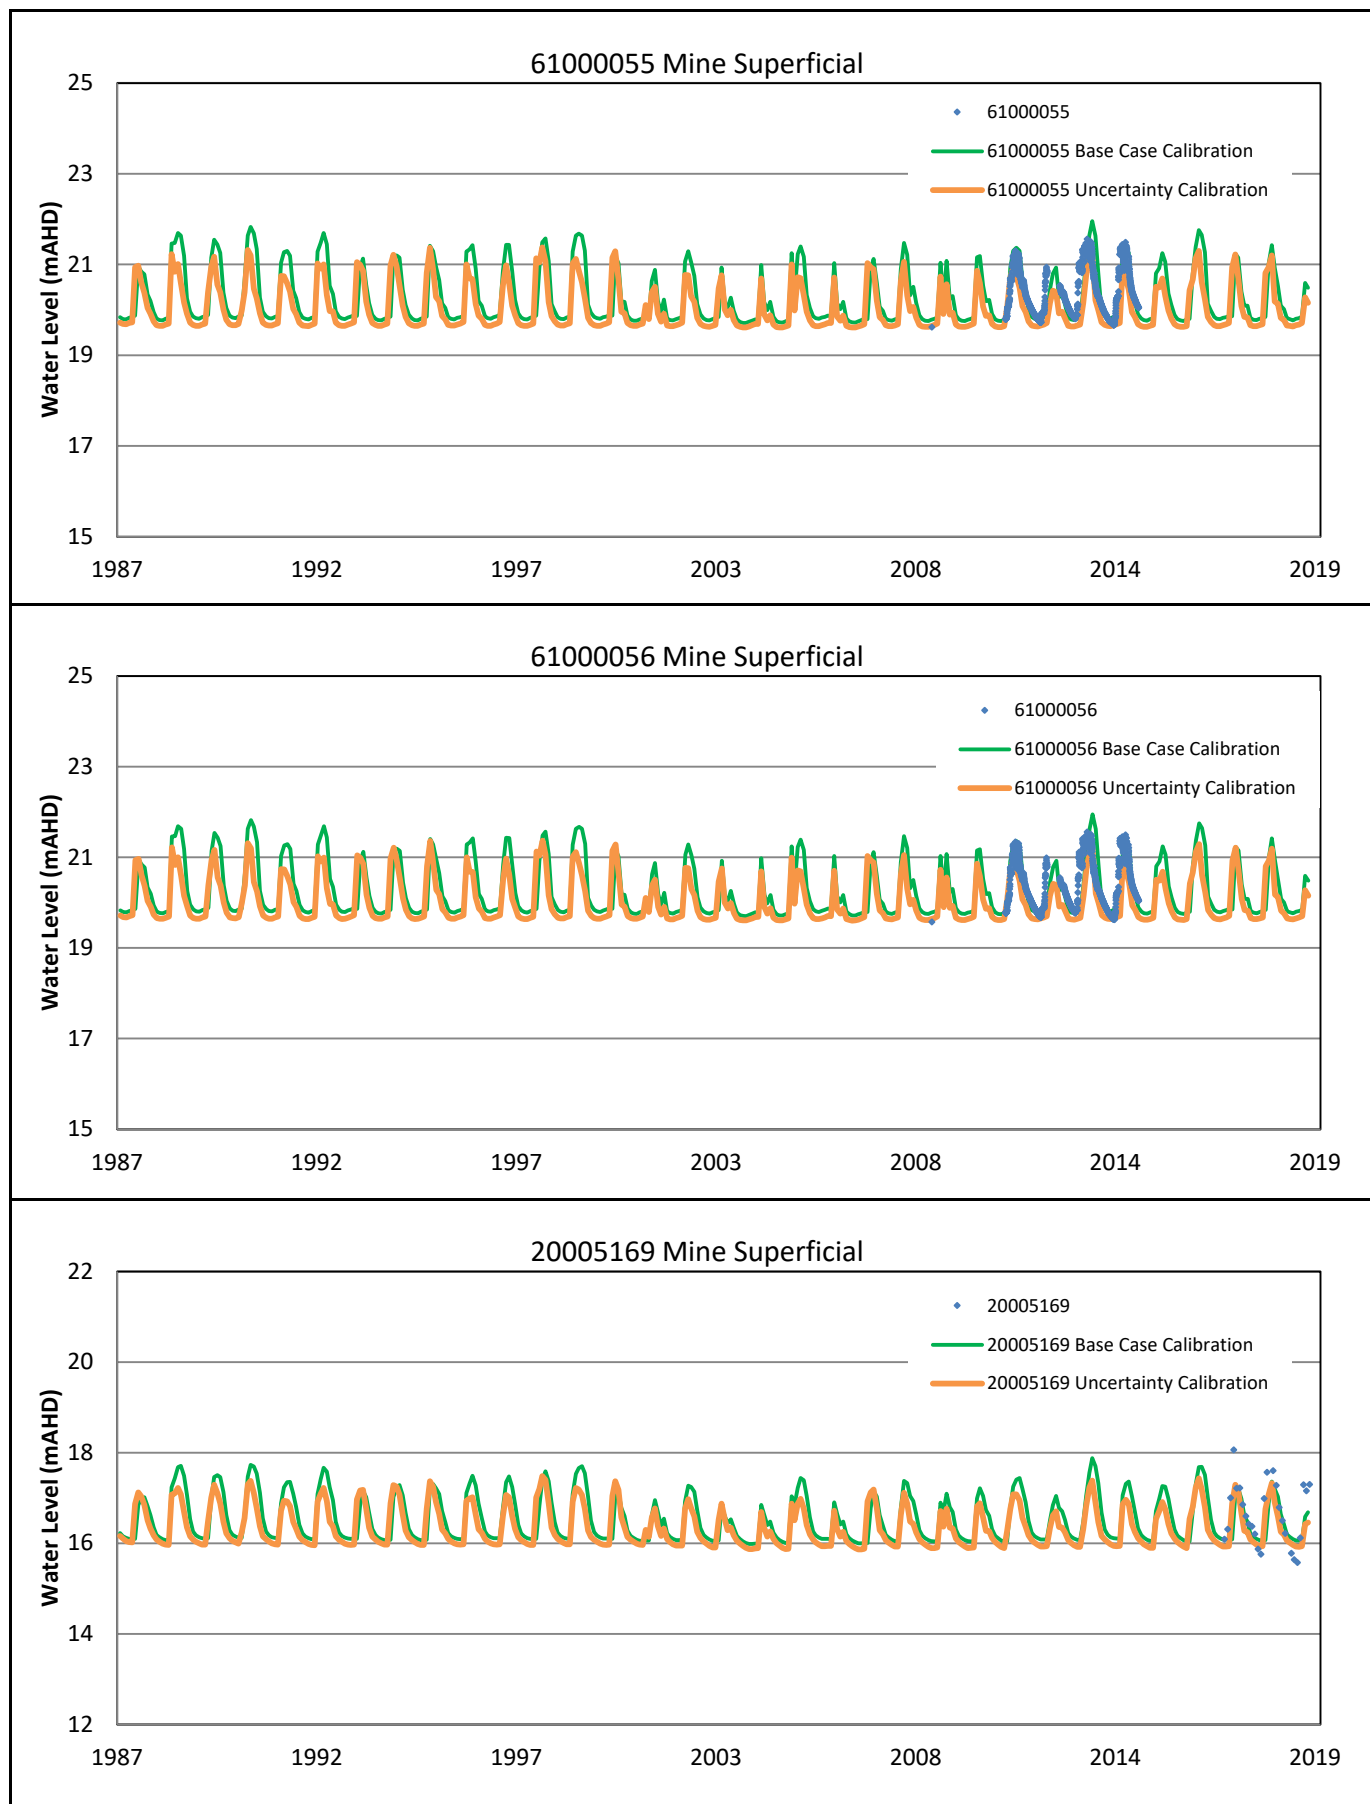 61000055 Mine Superficial
25
23
21
19
17
15
Water Level (mAHD)
61000055
61000055 Base Case Calibration
61000055 Uncertainty Calibration
1987 1992 1997 2003 2008 2014 2019
61000056 Mine Superficial
25
23
21
19
17
15
Water Level (mAHD)
61000056
61000056 Base Case Calibration
61000056 Uncertainty Calibration
1987 1992 1997 2003 2008 2014 2019
20005169 Mine Superficial
22
20
18
16
14
12
Water Level (mAHD)
20005169
20005169 Base Case Calibration
20005169 Uncertainty Calibration
1987 1992 1997 2003 2008 2014 2019